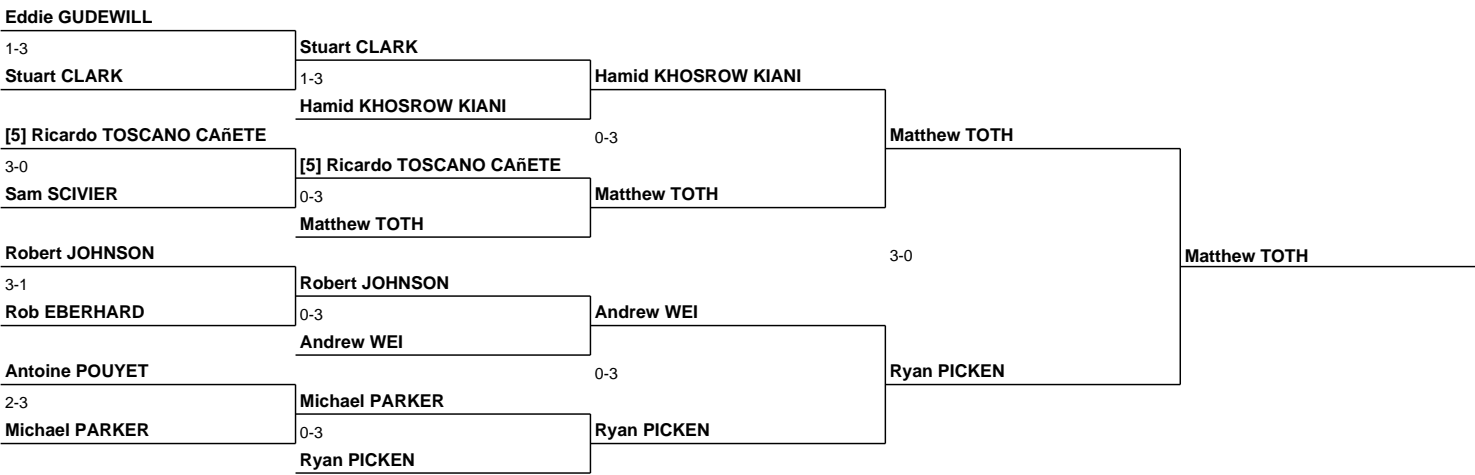 Eddie GUDEWILL
1-3
Stuart CLARK
Stuart CLARK
1-3
Hamid KHOSROW KIANI
Hamid KHOSROW KIANI
[5] Ricardo TOSCANO CAñETE
3-0
Sam SCIVIER
[5] Ricardo TOSCANO CAñETE
0-3
Matthew TOTH
0-3
Matthew TOTH
Matthew TOTH
Robert JOHNSON
3-1
Rob EBERHARD
Robert JOHNSON
0-3
Andrew WEI
Andrew WEI
3-0
Matthew TOTH
Antoine POUYET
2-3
Michael PARKER
Michael PARKER
0-3
Ryan PICKEN
0-3
Ryan PICKEN
Ryan PICKEN